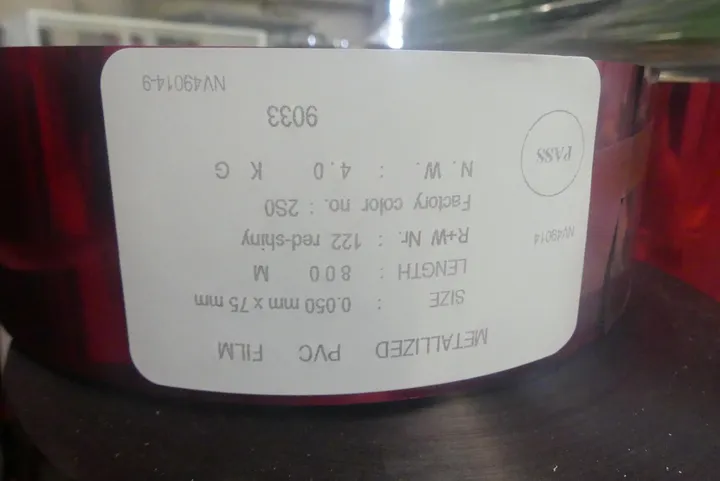 METALLIZED PVC FILM
SIZE : 0.050 mm x 75 mm
LENGTH : 800 M
R+W Nr. : 122 red-shiny
Factory color no. : 2S0
N. W. : 4.0 K G
9033
NV49014-9
NV49014
PASS